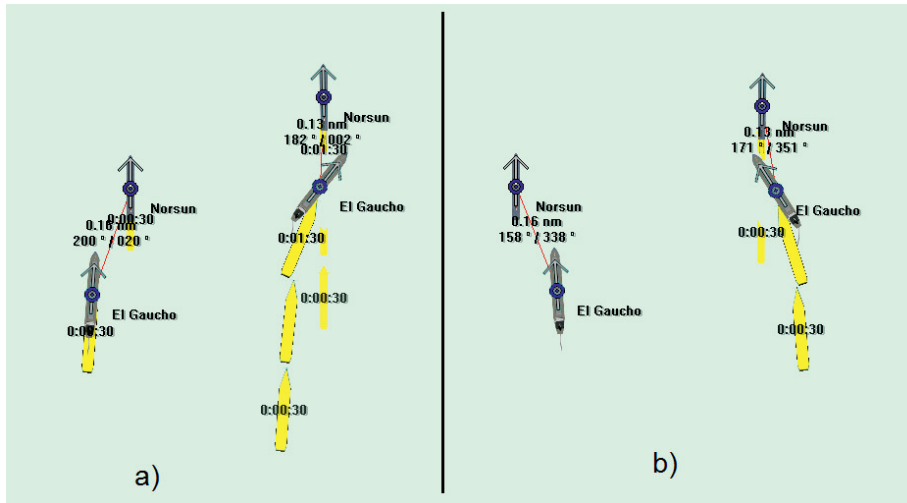 Norsun
0:00:30
0.16 nm
200 ° / 020 °
El Gaucho
0:00:30
0.13 nm
Norsun
182 ° / 002 °
0:01:30
El Gaucho
0:01:30
0:00:30
0:00:30
a)
Norsun
0.16 nm
158 ° / 338 °
El Gaucho
Norsun
0.13 nm
171 ° / 351 °
El Gaucho
0:00:30
0:00:30
b)